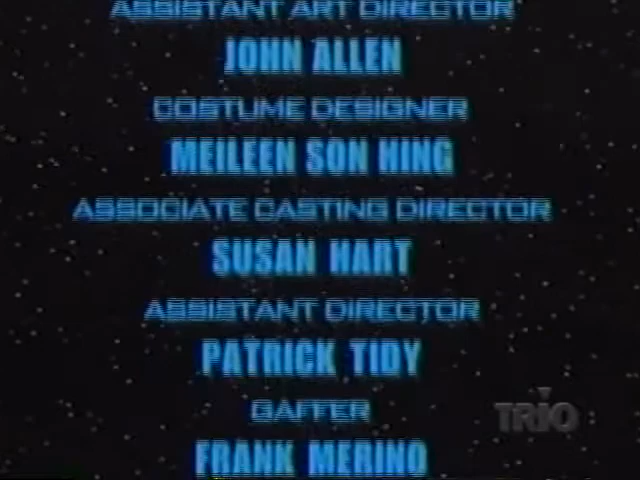 ASSISTANT ART DIRECTOR
JOHN ALLEN
COSTUME DESIGNER
MEILEEN SON HING
ASSOCIATE CASTING DIRECTOR
SUSAN HART
ASSISTANT DIRECTOR
PATRICK TIDY
GAFFER
TRIO
FRANK MERINO